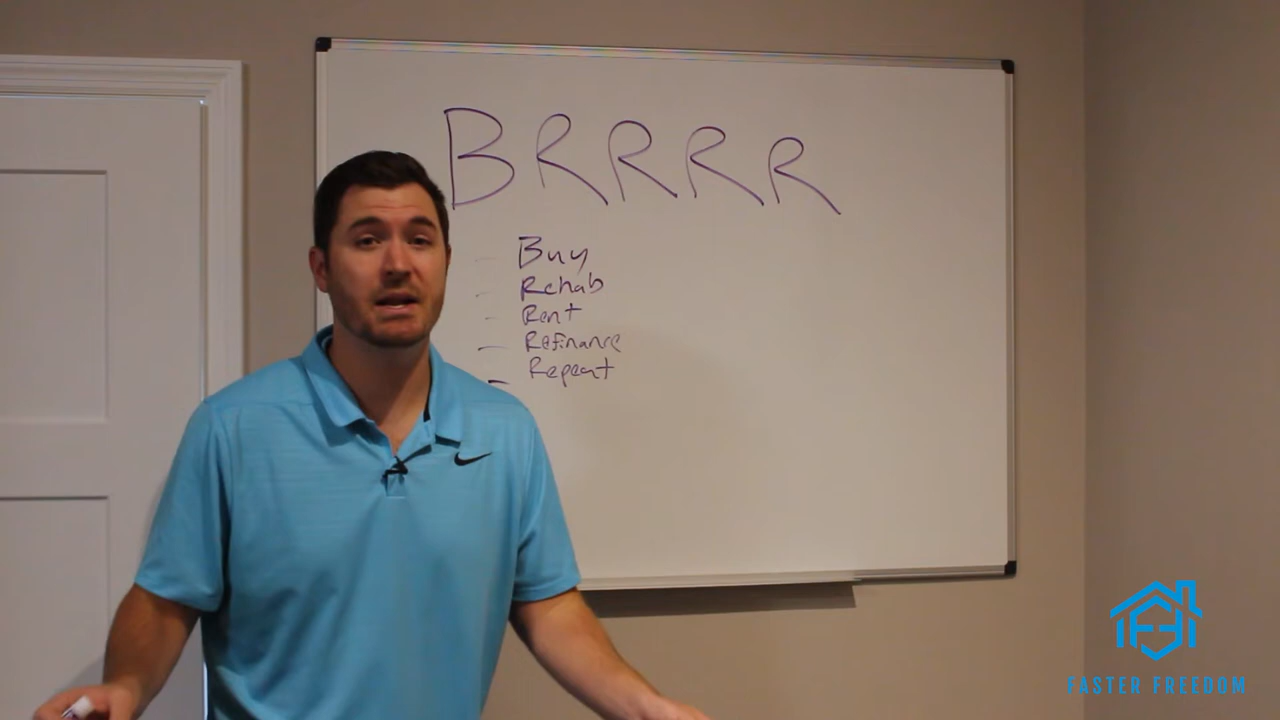 BRRRR
Buy
Rehab
Rent
Refinance
Repeat
FASTER FREEDOM